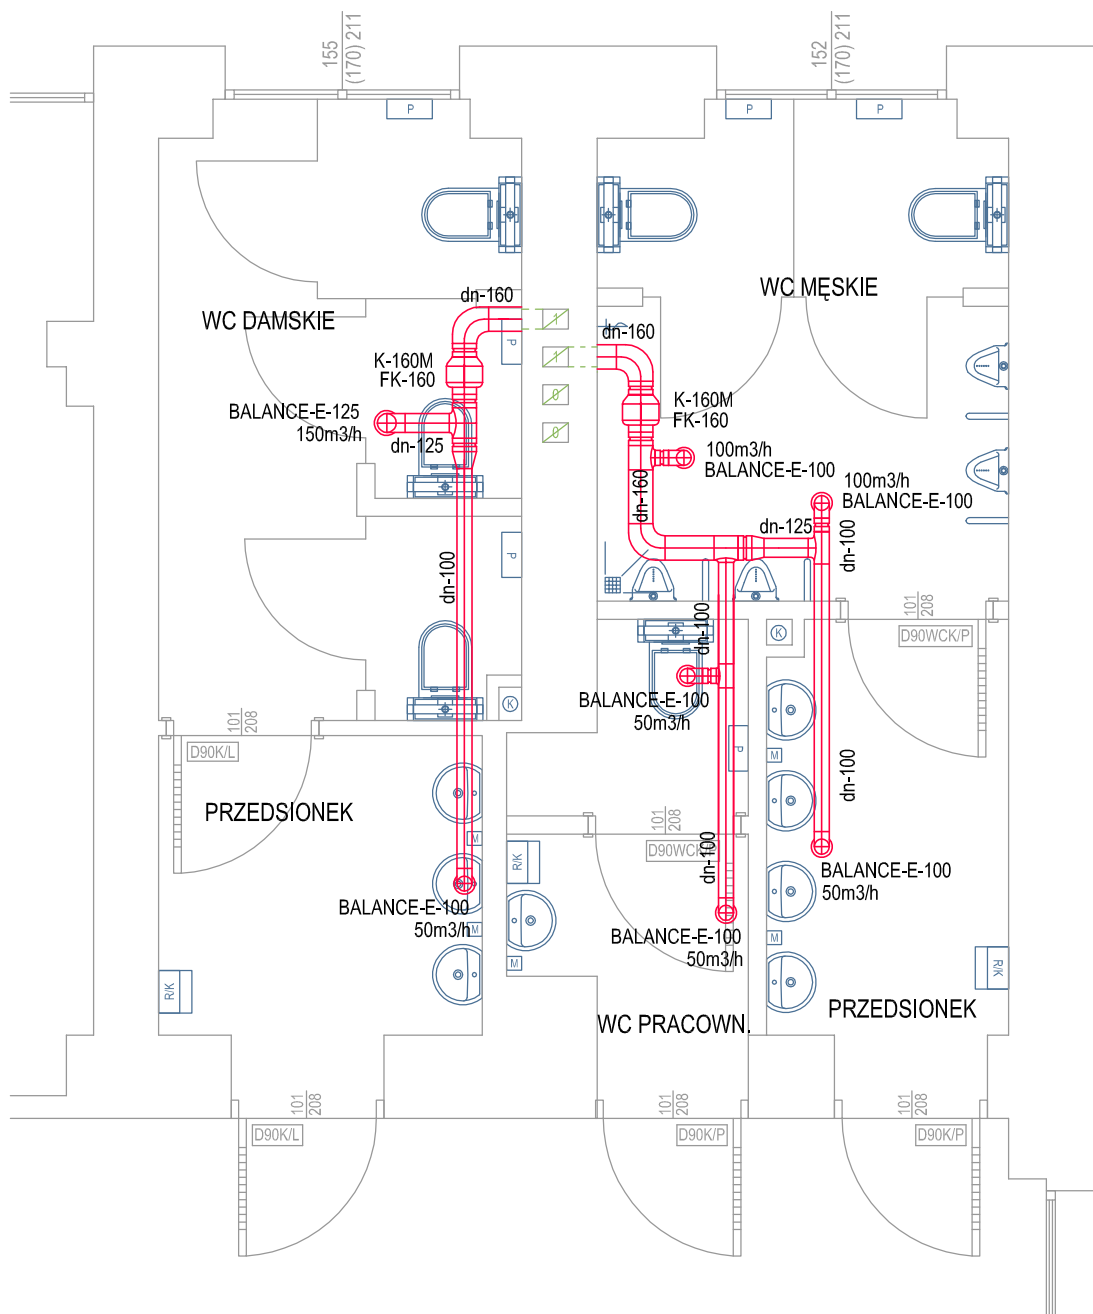 155
(170) 211
152
(170) 211
P
P
P
dn-160
WC DAMSKIE
WC MĘSKIE
1
dn-160
K-160M
FK-160
P
1
BALANCE-E-125
150m3/h
dn-125
0
0
K-160M
FK-160
100m3/h
BALANCE-E-100
dn-160
100m3/h
BALANCE-E-100
dn-125
dn-100
dn-100
P
101
208
D90WCK/P
dn-100
K
BALANCE-E-100
50m3/h
K
101
208
D90K/L
P
M
dn-100
PRZEDSIONEK
M
101
208
D90WCK/P
dn-100
R/K
BALANCE-E-100
50m3/h
BALANCE-E-100
50m3/h
M
M
M
BALANCE-E-100
50m3/h
R/K
R/K
WC PRACOWN.
PRZEDSIONEK
101
208
D90K/L
101
208
D90K/P
101
208
D90K/P